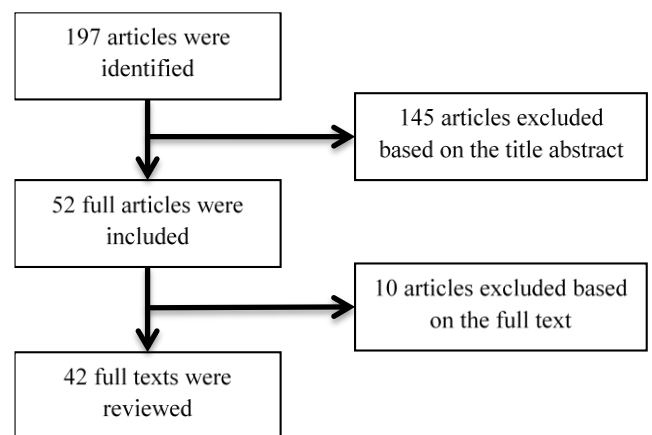 197 articles were
identified
145 articles excluded
based on the title abstract
52 full articles were
included
10 articles excluded based
on the full text
42 full texts were
reviewed